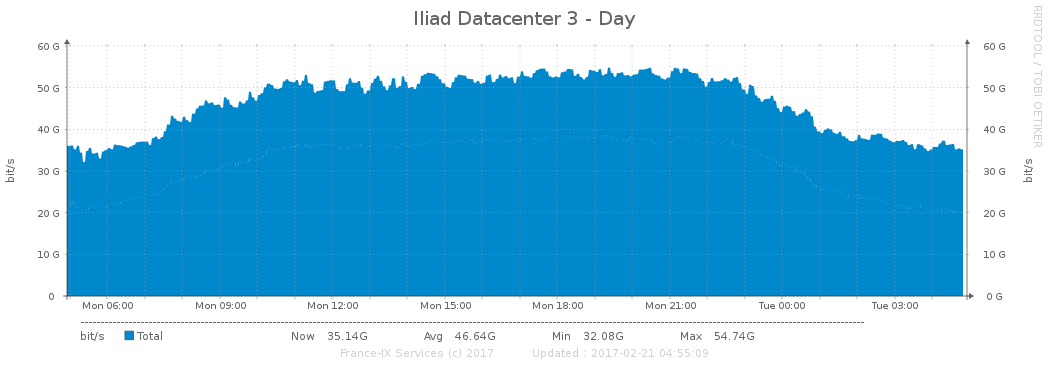 Iliad Datacenter 3 - Day
RRDTOOL / TOBI OETIKER
60 G 60 G
50 G 50 G
40 G 40 G
30 G 30 G
20 G 20 G
10 G 10 G
0 0 G
bit/s bit/s
Mon 06:00 Mon 09:00 Mon 12:00 Mon 15:00 Mon 18:00 Mon 21:00 Tue 00:00 Tue 03:00
bit/s Total Now 35.14G Avg 46.64G Min 32.08G Max 54.74G
France-IX Services (c) 2017 Updated : 2017-02-21 04:55:09